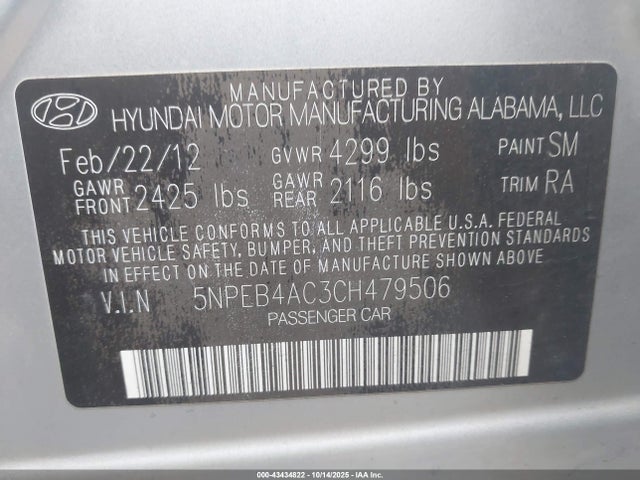 MANUFACTURED BY
HYUNDAI MOTOR MANUFACTURING ALABAMA, LLC
Feb/22/12 GVWR 4299 lbs PAINT SM
GAWR FRONT 2425 lbs GAWR REAR 2116 lbs TRIM RA
THIS VEHICLE CONFORMS TO ALL APPLICABLE U.S.A. FEDERAL
MOTOR VEHICLE SAFETY, BUMPER, AND THEFT PREVENTION STANDARDS
IN EFFECT ON THE DATE OF MANUFACTURE SHOWN ABOVE
V.I.N 5NPEB4AC3CH479506
PASSENGER CAR
000-43434822 | 10/14/2025 | copart.com